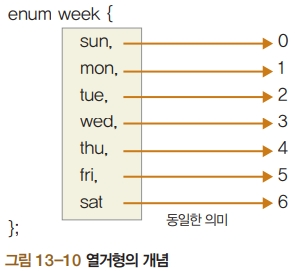 enum week {
sun, 0
mon, 1
tue, 2
wed, 3
thu, 4
fri, 5
sat 6
동일한 의미
};
그림 13-10 열거형의 개념